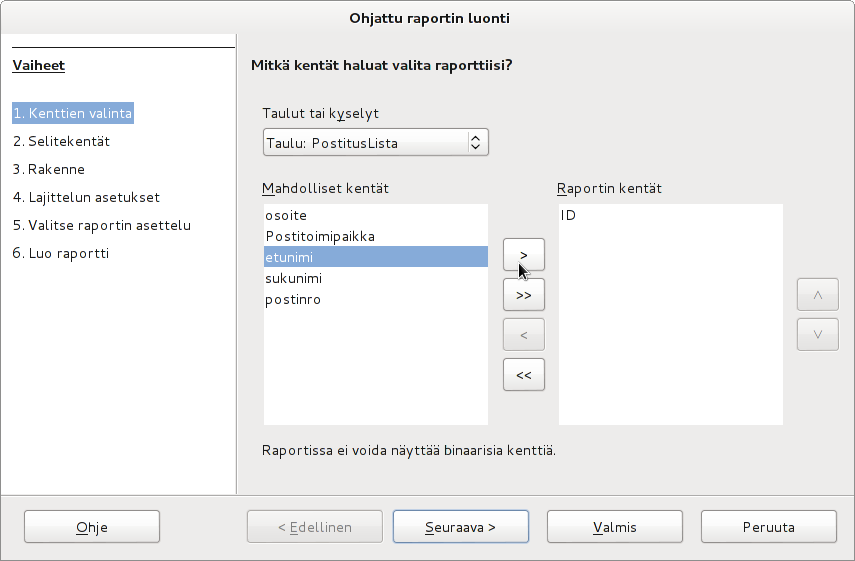 Ohjattu raportin luonti
Vaiheet
1. Kenttien valinta
2. Selitekentät
3. Rakenne
4. Lajittelun asetukset
5. Valitse raportin asettelu
6. Luo raportti
Mitkä kentät haluat valita raporttiisi?
Taulut tai kyselyt
Taulu: PostitusLista
Mahdolliset kentät
osoite
Postitoimipaikka
etunimi
sukunimi
postinro
>
>>
<
<<
Raportin kentät
ID
Raportissa ei voida näyttää binaarisia kenttiä.
Ohje
< Edellinen
Seuraava >
Valmis
Peruuta